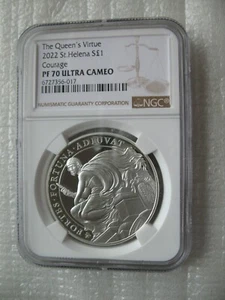 The Queen's Virtue
2022 St. Helena S£1
Courage
PF 70 ULTRA CAMEO
6727356-017
NUMISMATIC GUARANTY CORPORATION
NGC
FORTES · FORTUNA · ADIUVAT